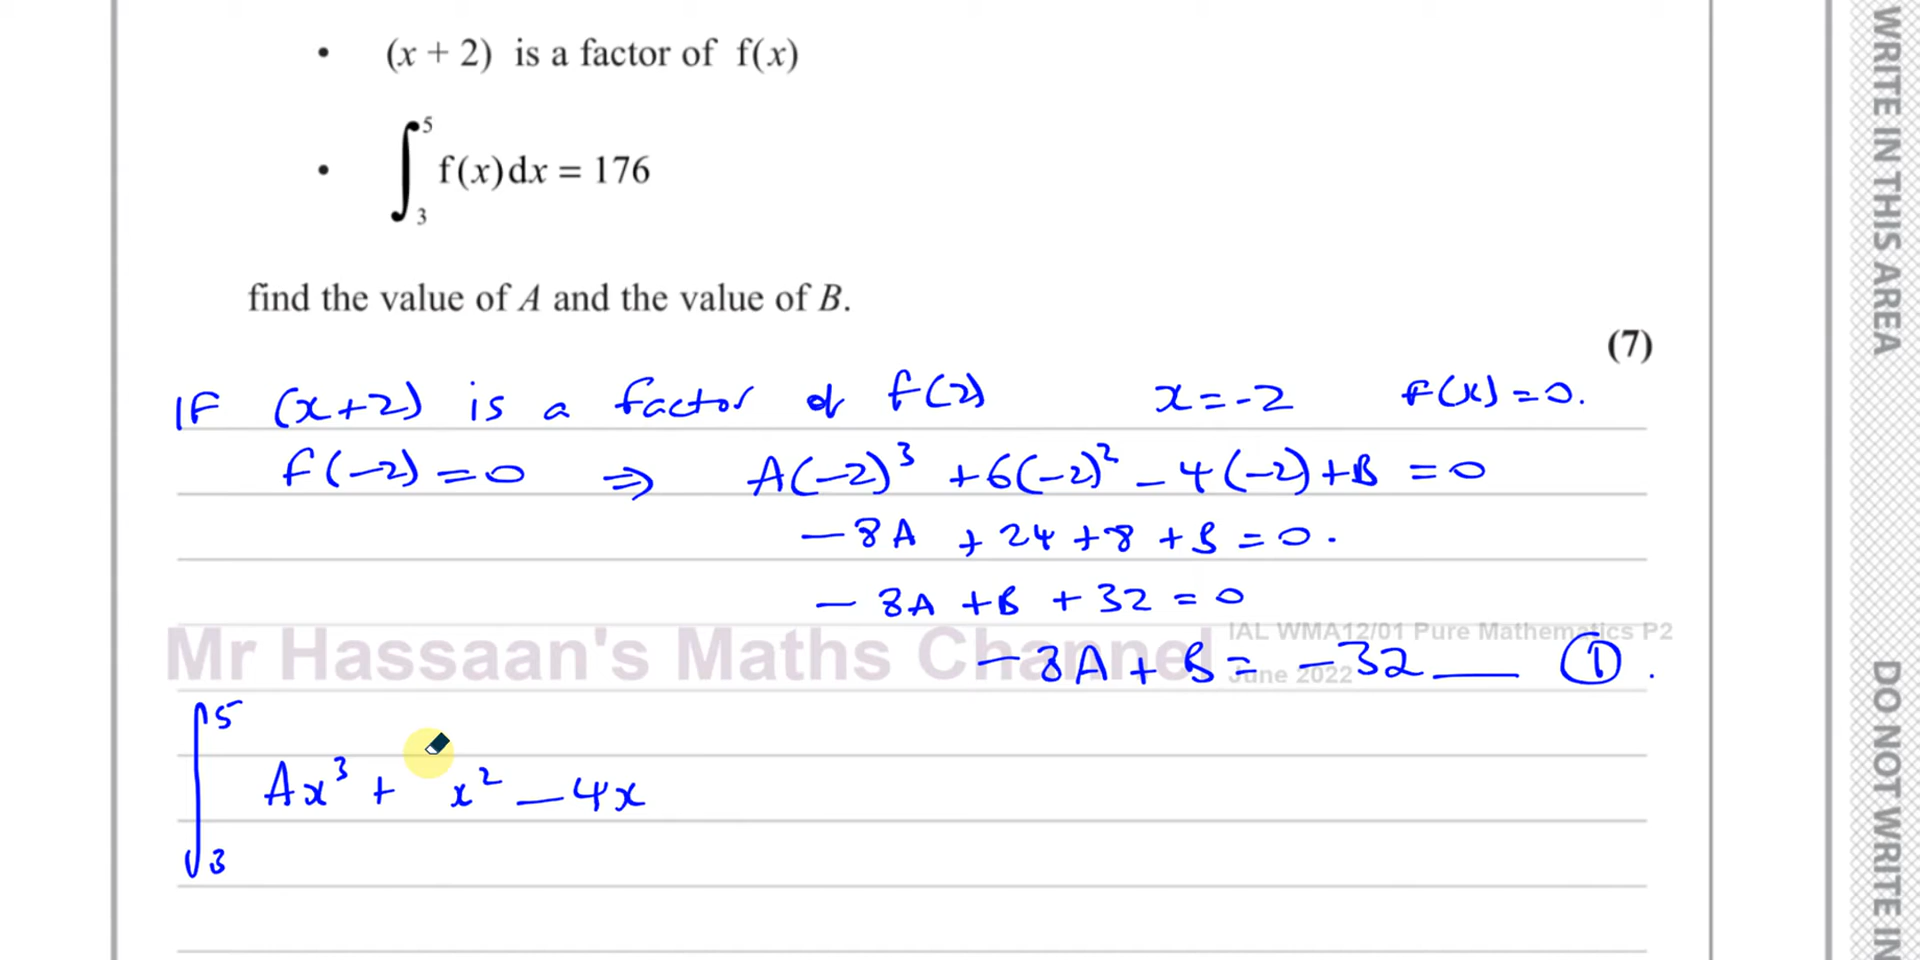 • (x + 2) is a factor of f(x)
• ∫₃⁵ f(x)dx = 176
find the value of A and the value of B.
(7)
IF (x+2) is a factor of f(2) x = -2 f(x) = 0.
f(-2) = 0 ⇒ A(-2)³ + 6(-2)² - 4(-2) + B = 0
- 8A + 24 + 8 + B = 0.
- 8A + B + 32 = 0
Mr Hassaan's Maths Channel
IAL WMA12/01 Pure Mathematics P2
June 2022
- 8A + B = -32 — ①.
∫₃⁵ Ax³ + x² - 4x
WRITE IN THIS AREA
DO NOT WRITE IN